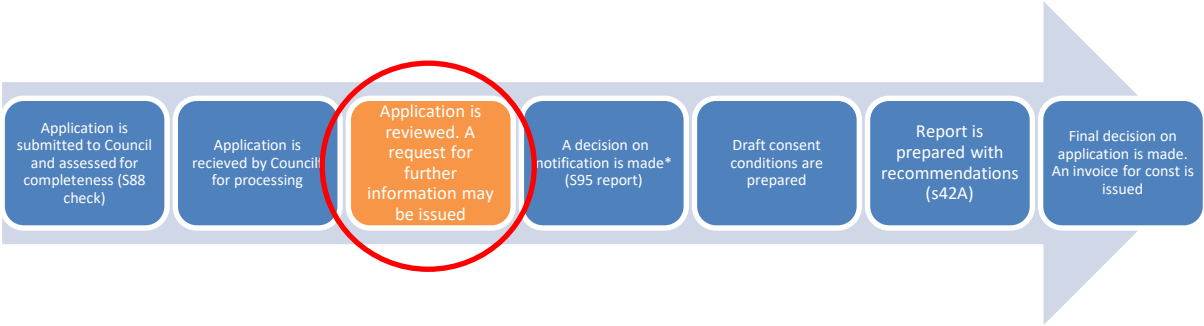 Application is
submitted to Council
and assessed for
completeness (S88
check)
Application is
recieved by Council
for processing
Application is
reviewed. A
request for
further
information may
be issued
A decision on
notification is made*
(S95 report)
Draft consent
conditions are
prepared
Report is
prepared with
recommendations
(s42A)
Final decision on
application is made.
An invoice for const is
issued